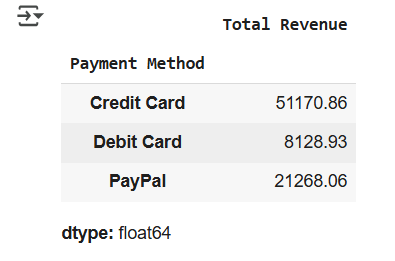 Total Revenue
Payment Method
Credit Card 51170.86
Debit Card 8128.93
PayPal 21268.06
dtype: float64